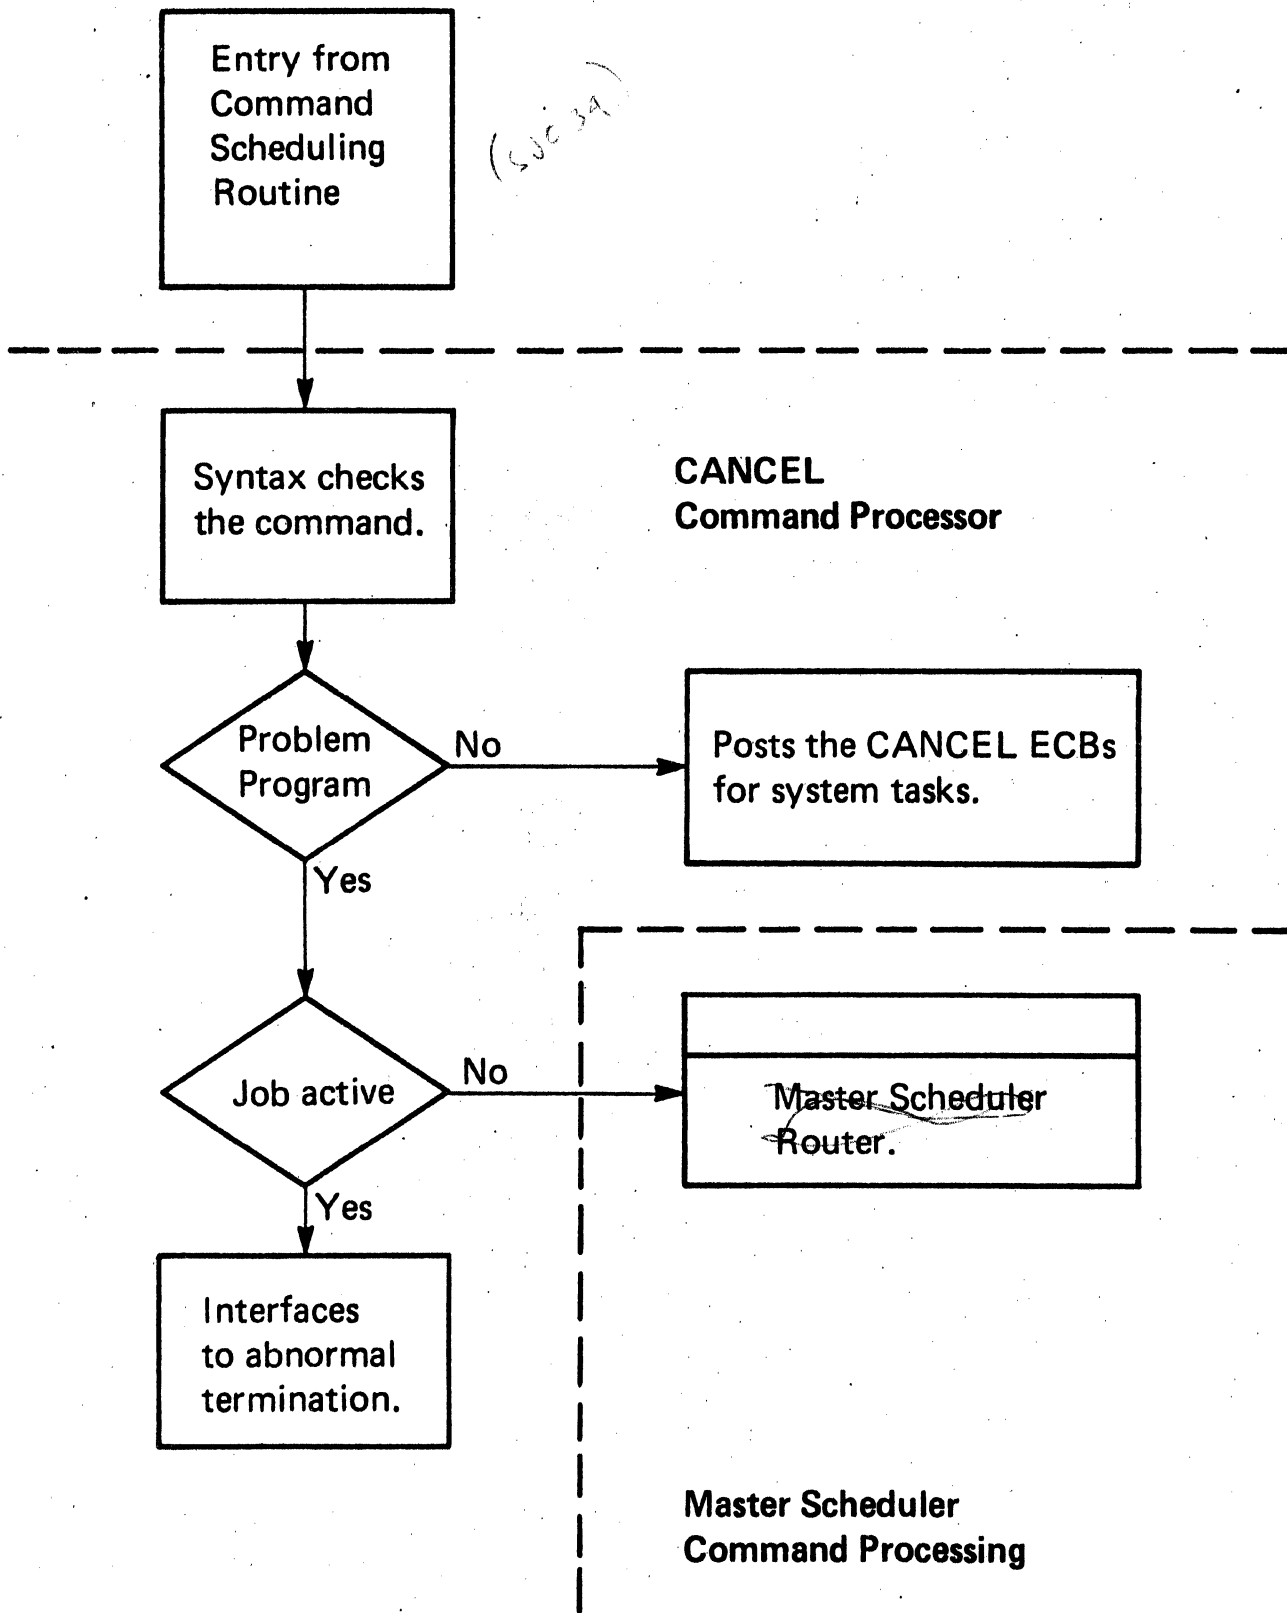 Entry from
Command
Scheduling
Routine
Syntax checks
the command.
CANCEL
Command Processor
Problem
Program
No
Posts the CANCEL ECBs
for system tasks.
Yes
Job active
No
Master Scheduler
Router.
Yes
Interfaces
to abnormal
termination.
Master Scheduler
Command Processing